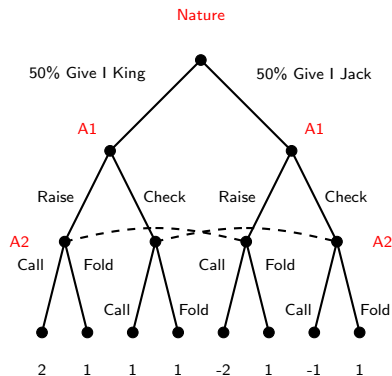 Nature
50% Give I King
50% Give I Jack
A1
A1
Raise
Check
Raise
Check
A2
A2
Call
Fold
Call
Fold
Call
Fold
Call
Fold
2
1
1
1
-2
1
-1
1